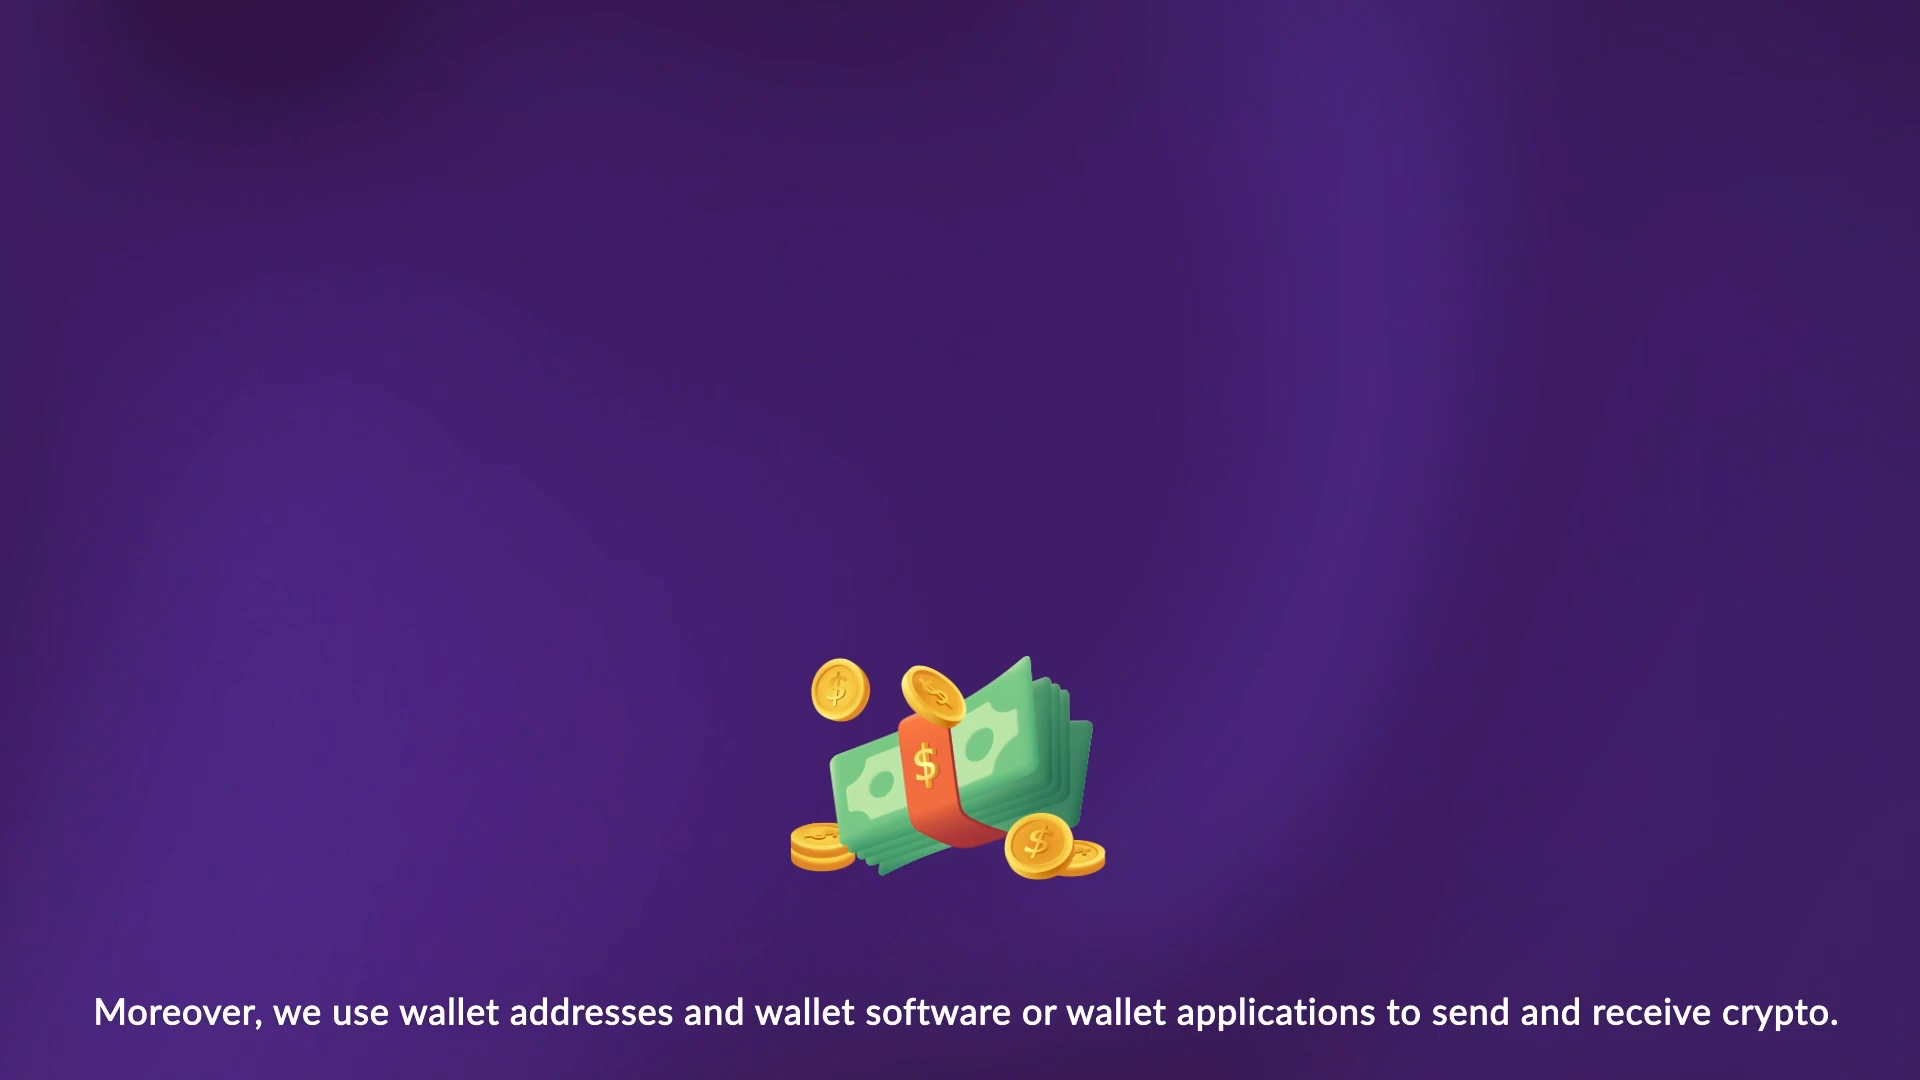 Moreover, we use wallet addresses and wallet software or wallet applications to send and receive crypto.